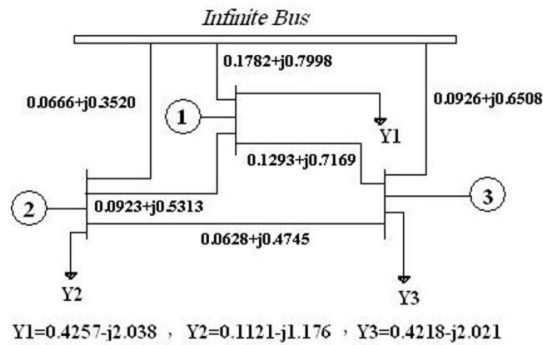 Infinite Bus
0.1782+j0.7998
0.0666+j0.3520
0.0926+j0.6508
1
Y1
0.1293+j0.7169
2
0.0923+j0.5313
3
0.0628+j0.4745
Y2
Y3
Y1=0.4257-j2.038 , Y2=0.1121-j1.176 , Y3=0.4218-j2.021